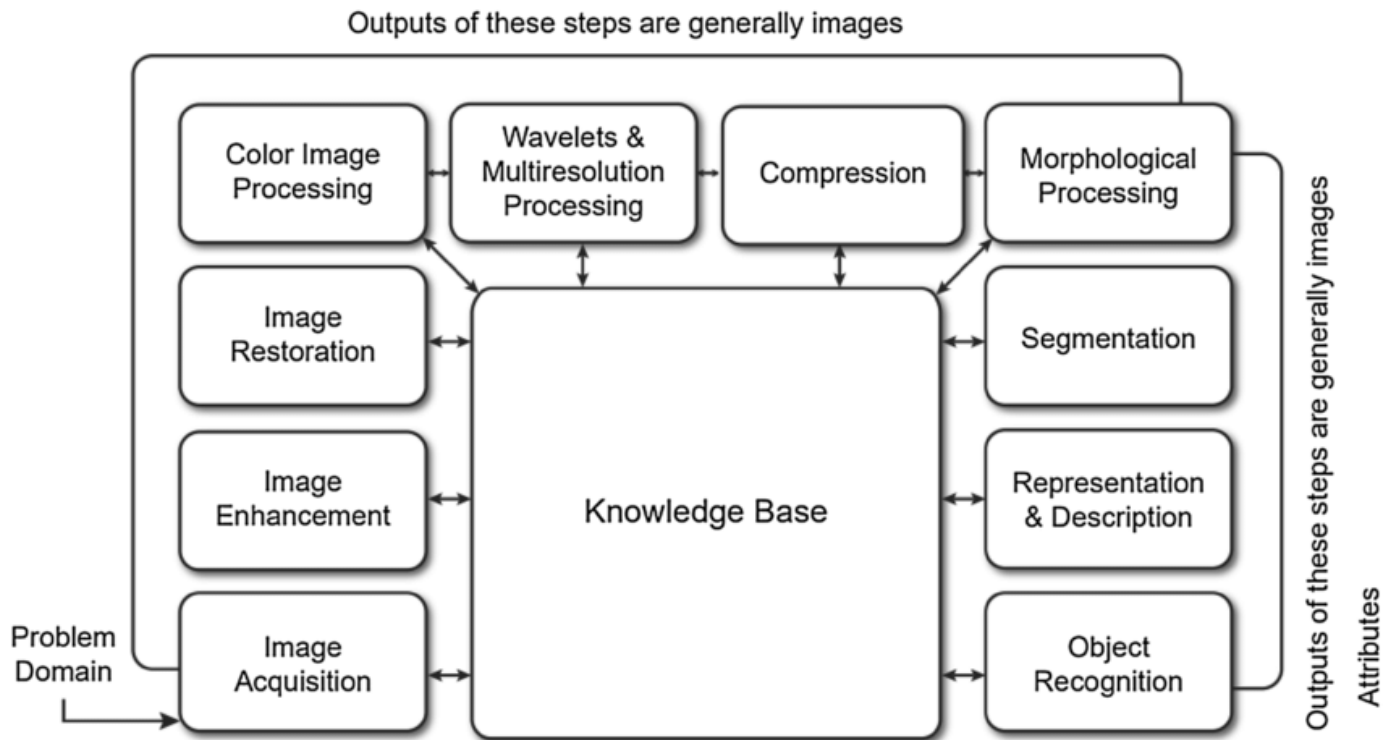 Outputs of these steps are generally images
Color Image
Processing
Wavelets &
Multiresolution
Processing
Compression
Morphological
Processing
Image
Restoration
Segmentation
Image
Enhancement
Knowledge Base
Representation
& Description
Problem
Domain
Image
Acquisition
Object
Recognition
Outputs of these steps are generally images
Attributes